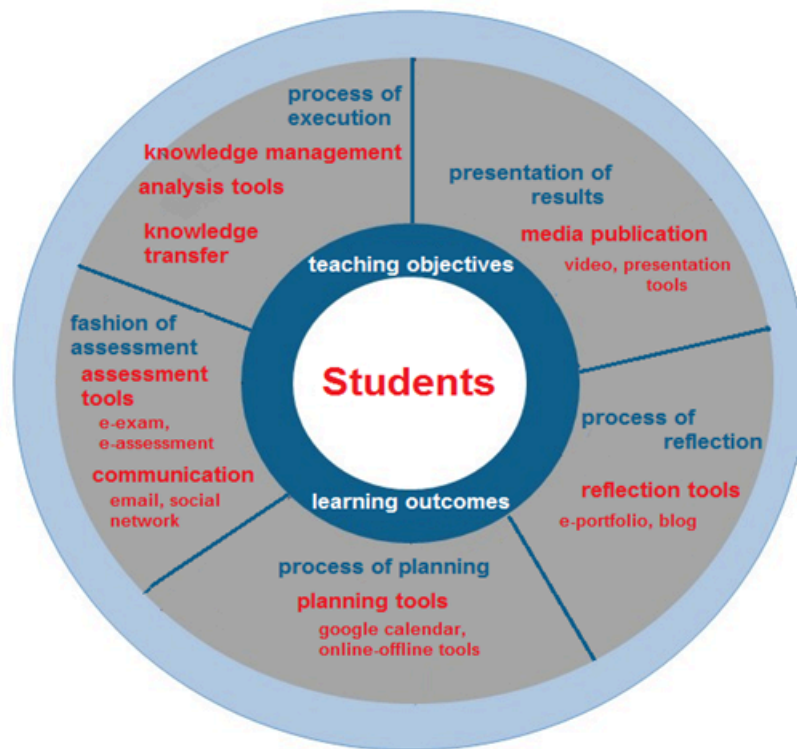 process of
execution
knowledge management
analysis tools
knowledge
transfer
presentation of
results
media publication
video, presentation
tools
teaching objectives
Students
learning outcomes
fashion of
assessment
assessment
tools
e-exam,
e-assessment
communication
email, social
network
process of
reflection
reflection tools
e-portfolio, blog
process of planning
planning tools
google calendar,
online-offline tools